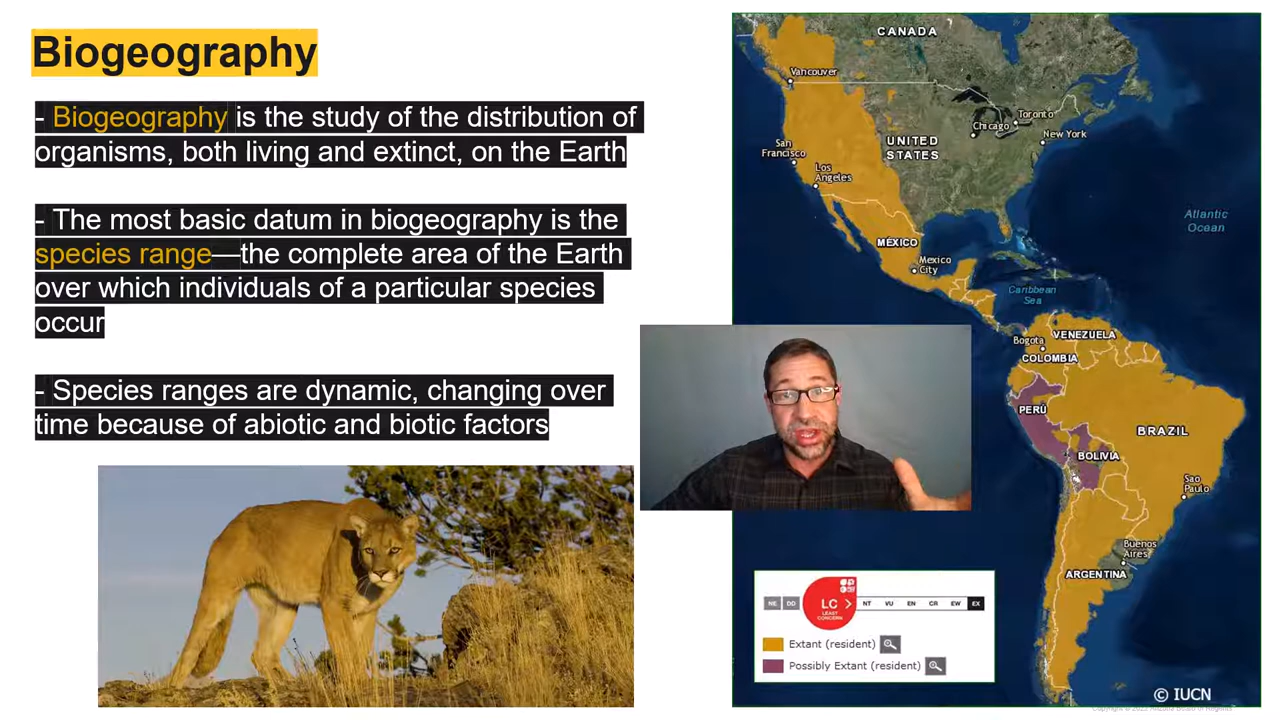 Biogeography
- Biogeography is the study of the distribution of
organisms, both living and extinct, on the Earth
- The most basic datum in biogeography is the
species range—the complete area of the Earth
over which individuals of a particular species
occur
- Species ranges are dynamic, changing over
time because of abiotic and biotic factors
CANADA
Vancouver
Toronto
Chicago
New York
UNITED
STATES
San
Francisco
Los
Angeles
Atlantic
Ocean
MÉXICO
Mexico
City
Caribbean
Sea
Bogota
VENEZUELA
COLOMBIA
PERÚ
BRAZIL
BOLIVIA
Sao
Paulo
Buenos
Aires
ARGENTINA
NE DD LC NT VU EN CR EW EX
LEAST
CONCERN
Extant (resident)
Possibly Extant (resident)
© IUCN